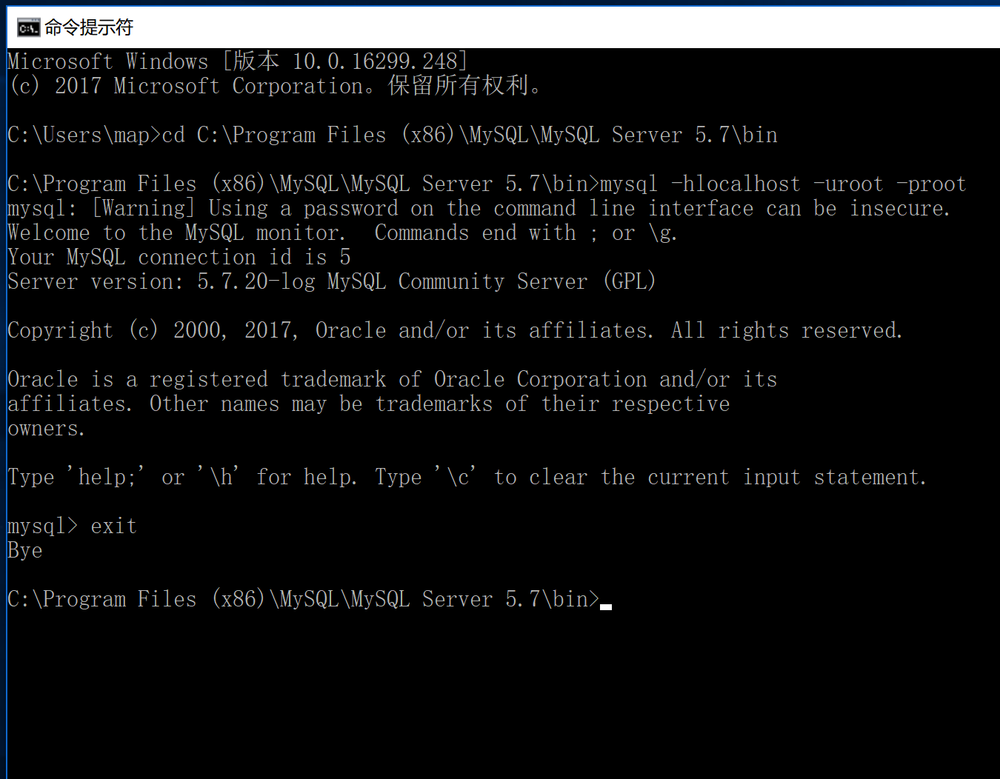 命令提示符
Microsoft Windows [版本 10.0.16299.248]
(c) 2017 Microsoft Corporation。保留所有权利。
C:\Users\map>cd C:\Program Files (x86)\MySQL\MySQL Server 5.7\bin
C:\Program Files (x86)\MySQL\MySQL Server 5.7\bin>mysql -hlocalhost -uroot -proot
mysql: [Warning] Using a password on the command line interface can be insecure.
Welcome to the MySQL monitor.  Commands end with ; or \g.
Your MySQL connection id is 5
Server version: 5.7.20-log MySQL Community Server (GPL)
Copyright (c) 2000, 2017, Oracle and/or its affiliates. All rights reserved.
Oracle is a registered trademark of Oracle Corporation and/or its
affiliates. Other names may be trademarks of their respective
owners.
Type 'help;' or '\h' for help. Type '\c' to clear the current input statement.
mysql> exit
Bye
C:\Program Files (x86)\MySQL\MySQL Server 5.7\bin>